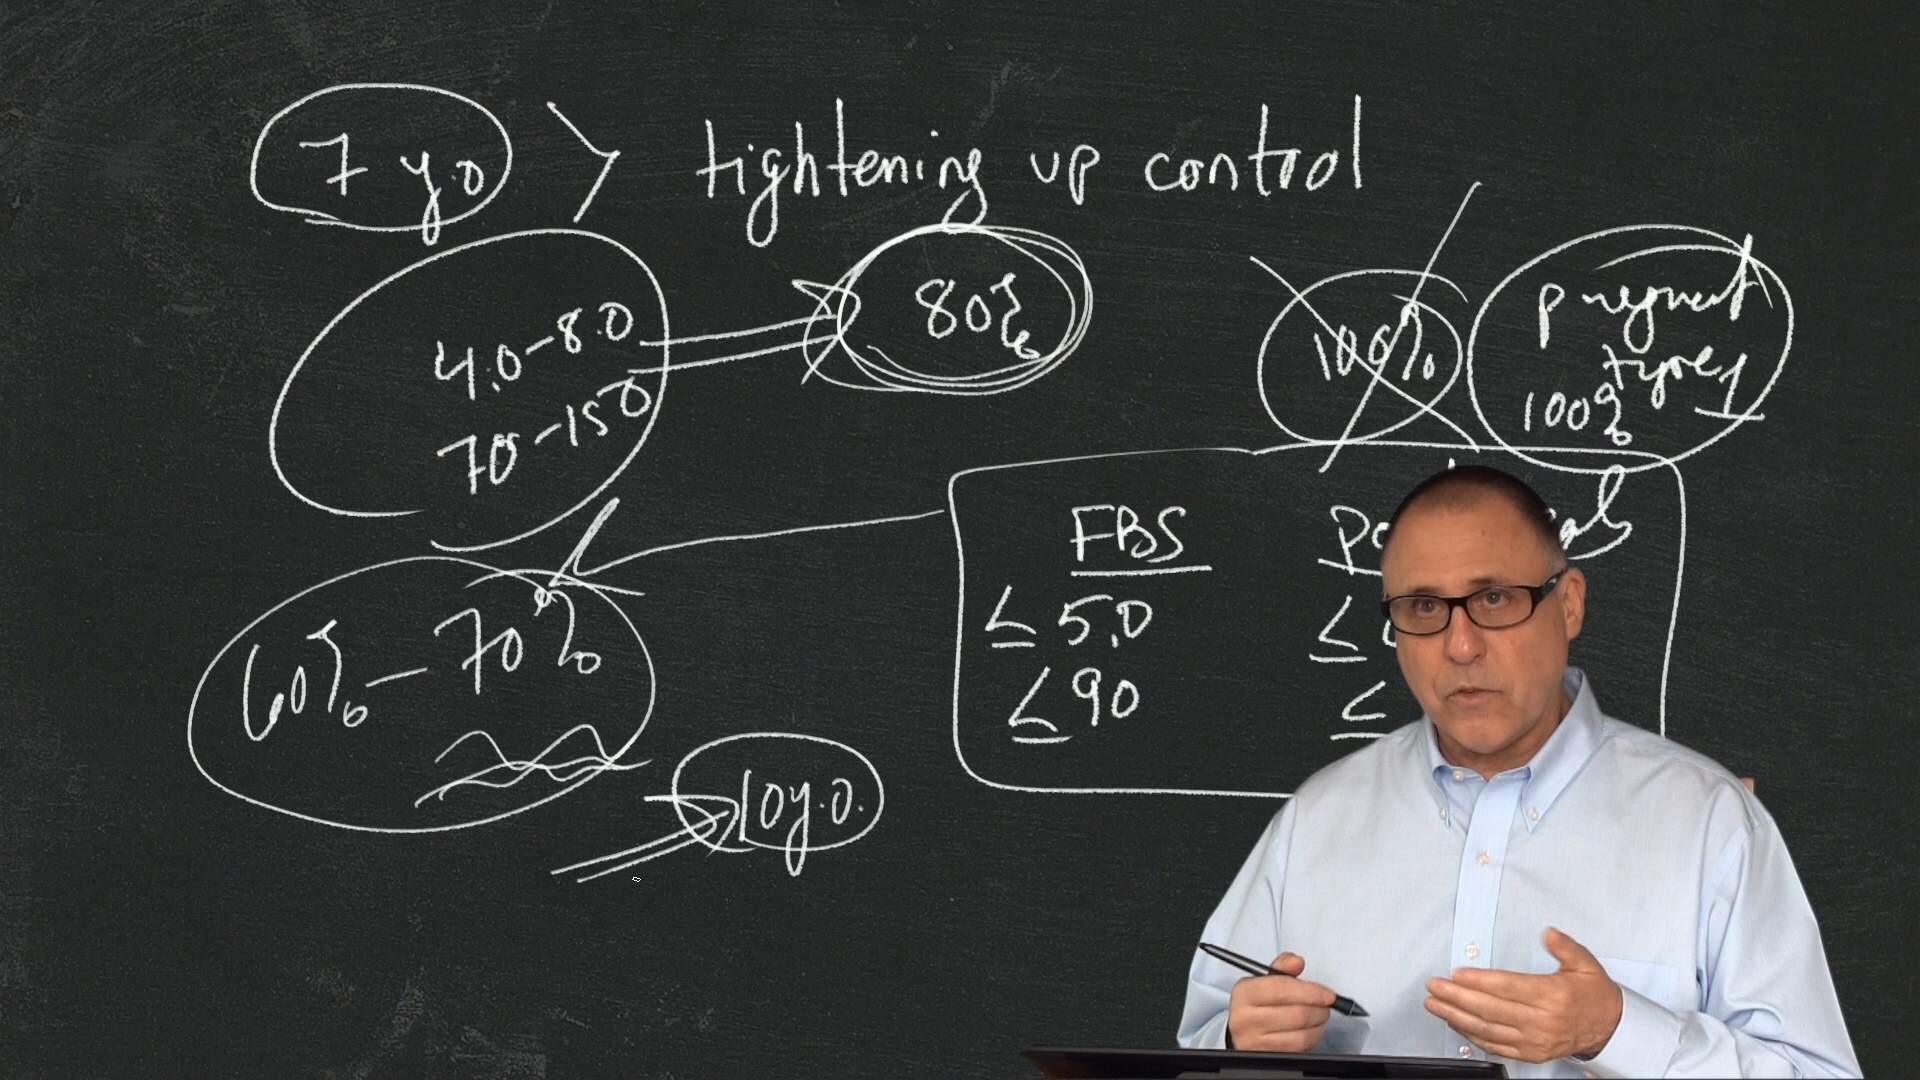 7 y.o
tightening up control
4.0-8.0
70-150
80%
100%
pregnant
type 1
100%
FBS
≤ 5.0
≤ 90
≤
≤
60% - 70%
10 y.o.